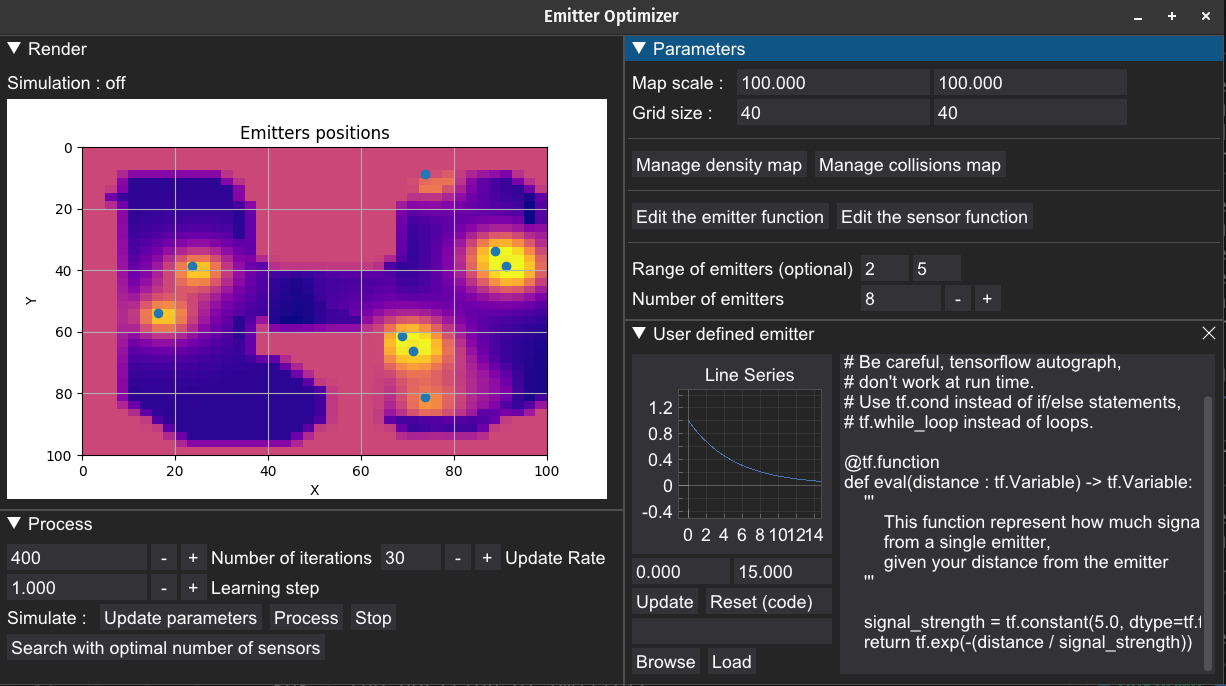 Emitter Optimizer
Render
Simulation : off
Emitters positions
0
20
40
60
80
100
Y
0 20 40 60 80 100
X
Process
400 - + Number of iterations 30 - + Update Rate
1.000 - + Learning step
Simulate : Update parameters Process Stop
Search with optimal number of sensors
Parameters
Map scale : 100.000 100.000
Grid size : 40 40
Manage density map Manage collisions map
Edit the emitter function Edit the sensor function
Range of emitters (optional) 2 5
Number of emitters 8 - +
User defined emitter
Line Series
1.2
0.8
0.4
0
-0.4
0 2 4 6 8 10 12 14
0.000 15.000
Update Reset (code)
Browse Load
# Be careful, tensorflow autograph,
# don't work at run time.
# Use tf.cond instead of if/else statements,
# tf.while_loop instead of loops.
@tf.function
def eval(distance : tf.Variable) -> tf.Variable:
'''
This function represent how much signa
from a single emitter,
given your distance from the emitter
'''
signal_strength = tf.constant(5.0, dtype=tf.f
return tf.exp(-(distance / signal_strength))